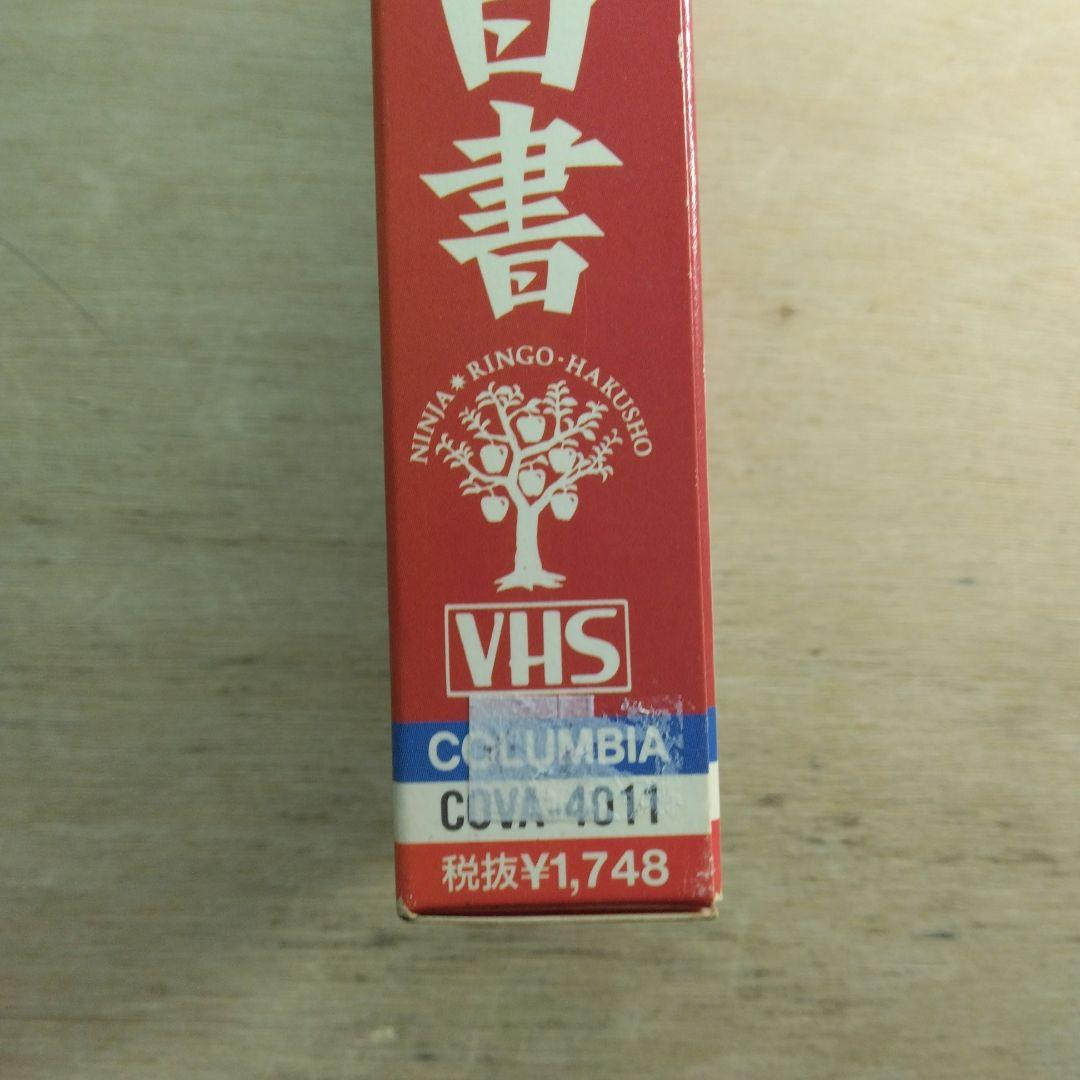 白書
NINJA✷RINGO・HAKUSHO
VHS
COLUMBIA
COVA-4011
税抜¥1,748